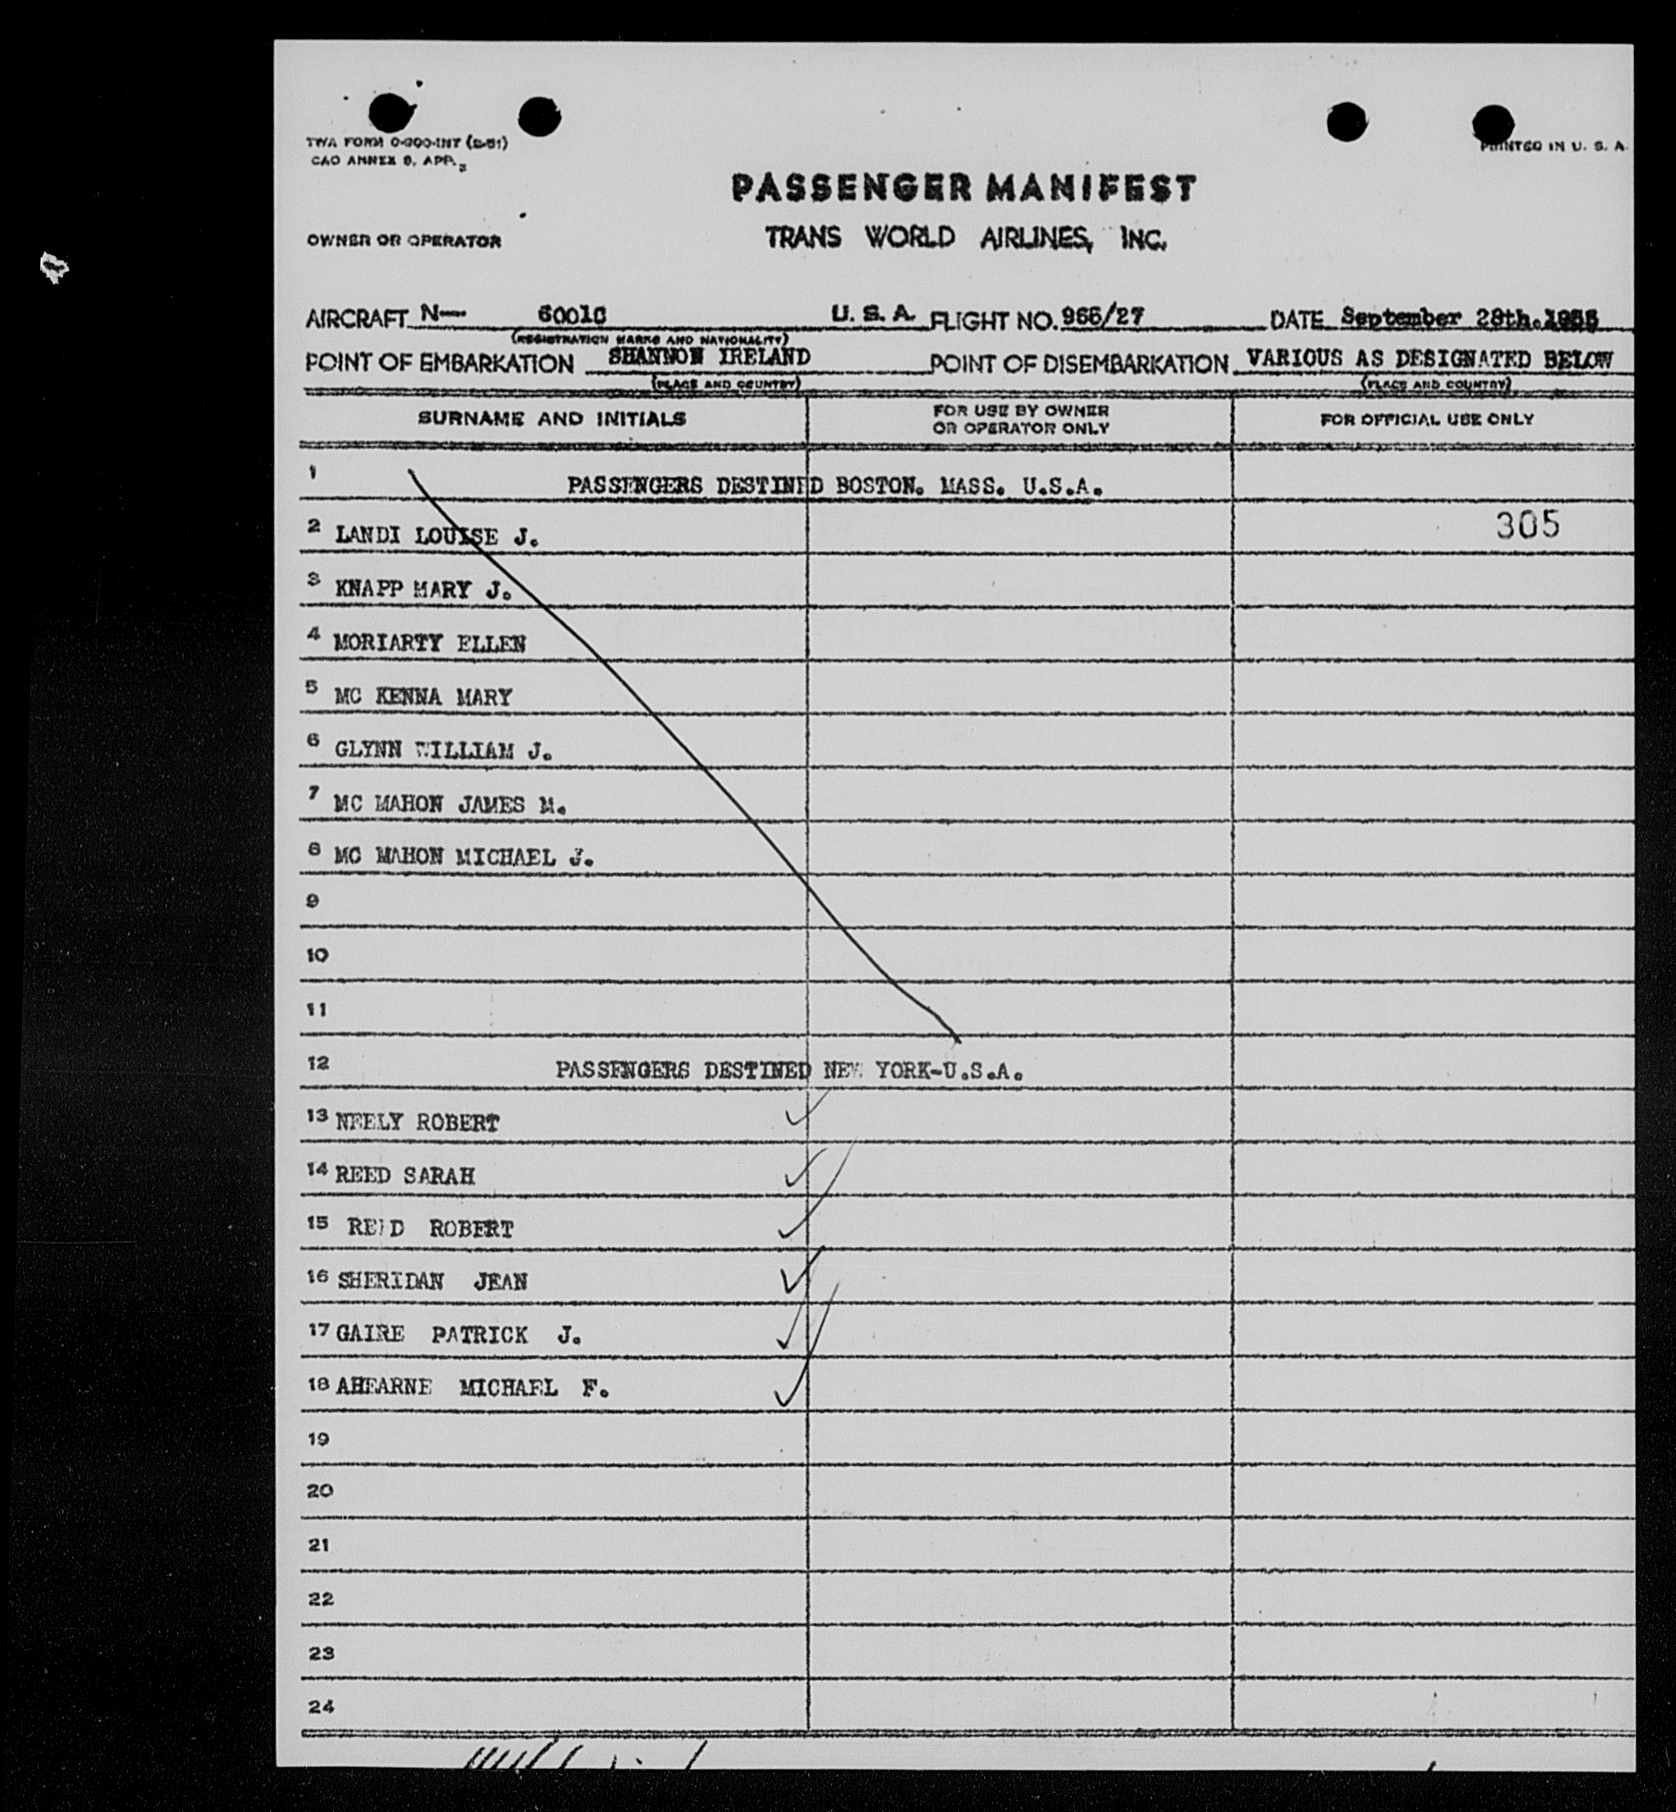 TWA FORM O-300-INT (2-51)
PRINTED IN U. S. A.
CAO ANNEX 9, APP. 3
PASSENGER MANIFEST
OWNER OR OPERATOR TRANS WORLD AIRLINES, INC.
AIRCRAFT N— 6001C U. S. A. FLIGHT NO. 965/27 DATE September 28th. 1955
(REGISTRATION MARKS AND NATIONALITY)
POINT OF EMBARKATION SHANNON IRELAND POINT OF DISEMBARKATION VARIOUS AS DESIGNATED BELOW
(PLACE AND COUNTRY) (PLACE AND COUNTRY)
SURNAME AND INITIALS FOR USE BY OWNER OR OPERATOR ONLY FOR OFFICIAL USE ONLY
1 PASSENGERS DESTINED BOSTON. MASS. U.S.A.
2 LANDI LOUISE J. 305
3 KNAPP MARY J.
4 MORIARTY ELLEN
5 MC KENNA MARY
6 GLYNN WILLIAM J.
7 MC MAHON JAMES M.
8 MC MAHON MICHAEL J.
9
10
11
12 PASSENGERS DESTINED NEW YORK-U.S.A.
13 NEELY ROBERT
14 REED SARAH
15 REED ROBERT
16 SHERIDAN JEAN
17 GAIRE PATRICK J.
18 AHEARNE MICHAEL F.
19
20
21
22
23
24